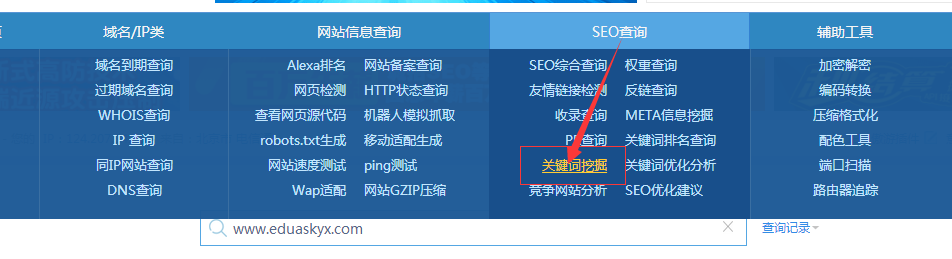 域名/IP类 网站信息查询 SEO查询 辅助工具
域名到期查询 Alexa排名 网站备案查询 SEO综合查询 权重查询 加密解密
过期域名查询 网页检测 HTTP状态查询 友情链接检测 反链查询 编码转换
WHOIS查询 查看网页源代码 机器人模拟抓取 收录查询 META信息挖掘 压缩格式化
IP 查询 robots.txt生成 移动适配生成 PR查询 关键词排名查询 配色工具
同IP网站查询 网站速度测试 ping测试 关键词挖掘 关键词优化分析 端口扫描
DNS查询 Wap适配 网站GZIP压缩 竞争网站分析 SEO优化建议 路由器追踪
www.eduaskyx.com 查询记录